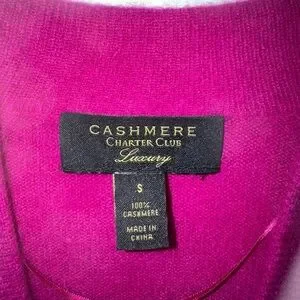 CASHMERE
CHARTER CLUB
Luxury
S
100%
CASHMERE
MADE IN
CHINA